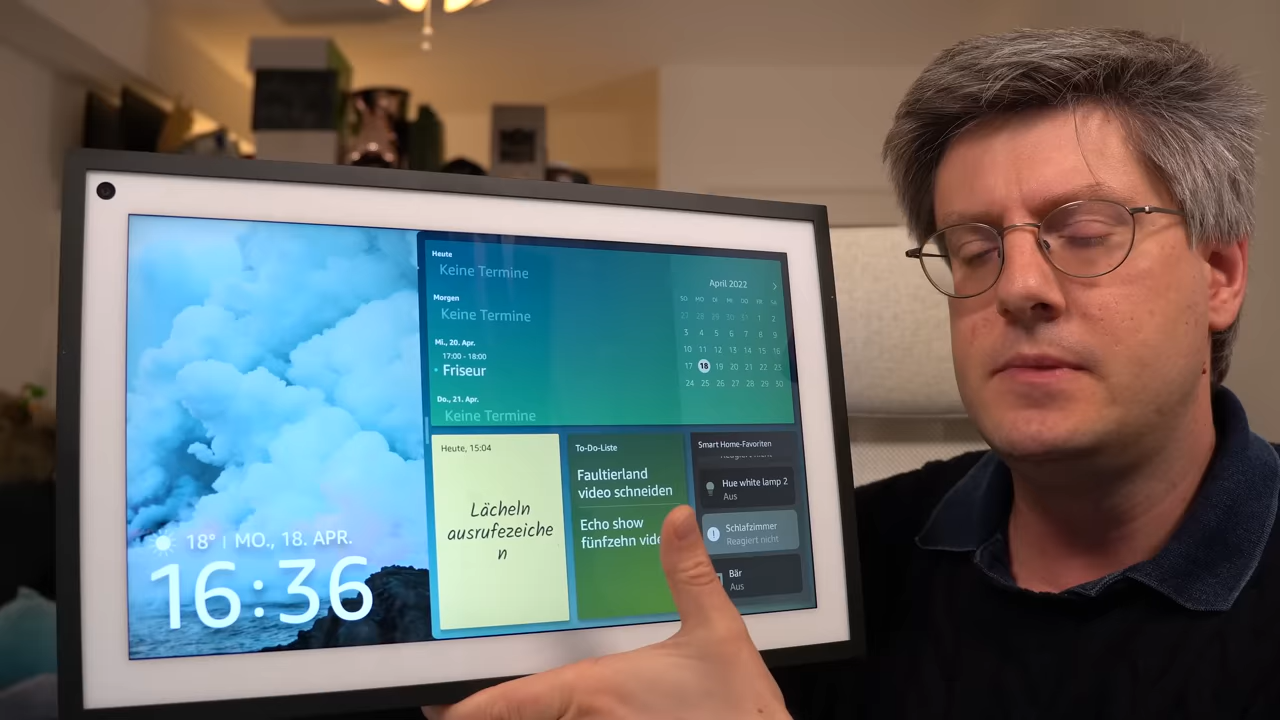 Heute
Keine Termine
Morgen
Keine Termine
Mi., 20. Apr.
17:00 - 18:00
Friseur
Do., 21. Apr.
Keine Termine
April 2022
SO MO DI MI DO FR SA
27 28 29 30 31 1 2
3 4 5 6 7 8 9
10 11 12 13 14 15 16
17 18 19 20 21 22 23
24 25 26 27 28 29 30
Heute, 15:04
Lächeln
ausrufezeiche
n
To-Do-Liste
Faultierland
video schneiden
Echo show
fünfzehn vide
Smart Home-Favoriten
Reagiert nicht
Hue white lamp 2
Aus
Schlafzimmer
Reagiert nicht
Bär
Aus
18° | MO., 18. APR.
16:36